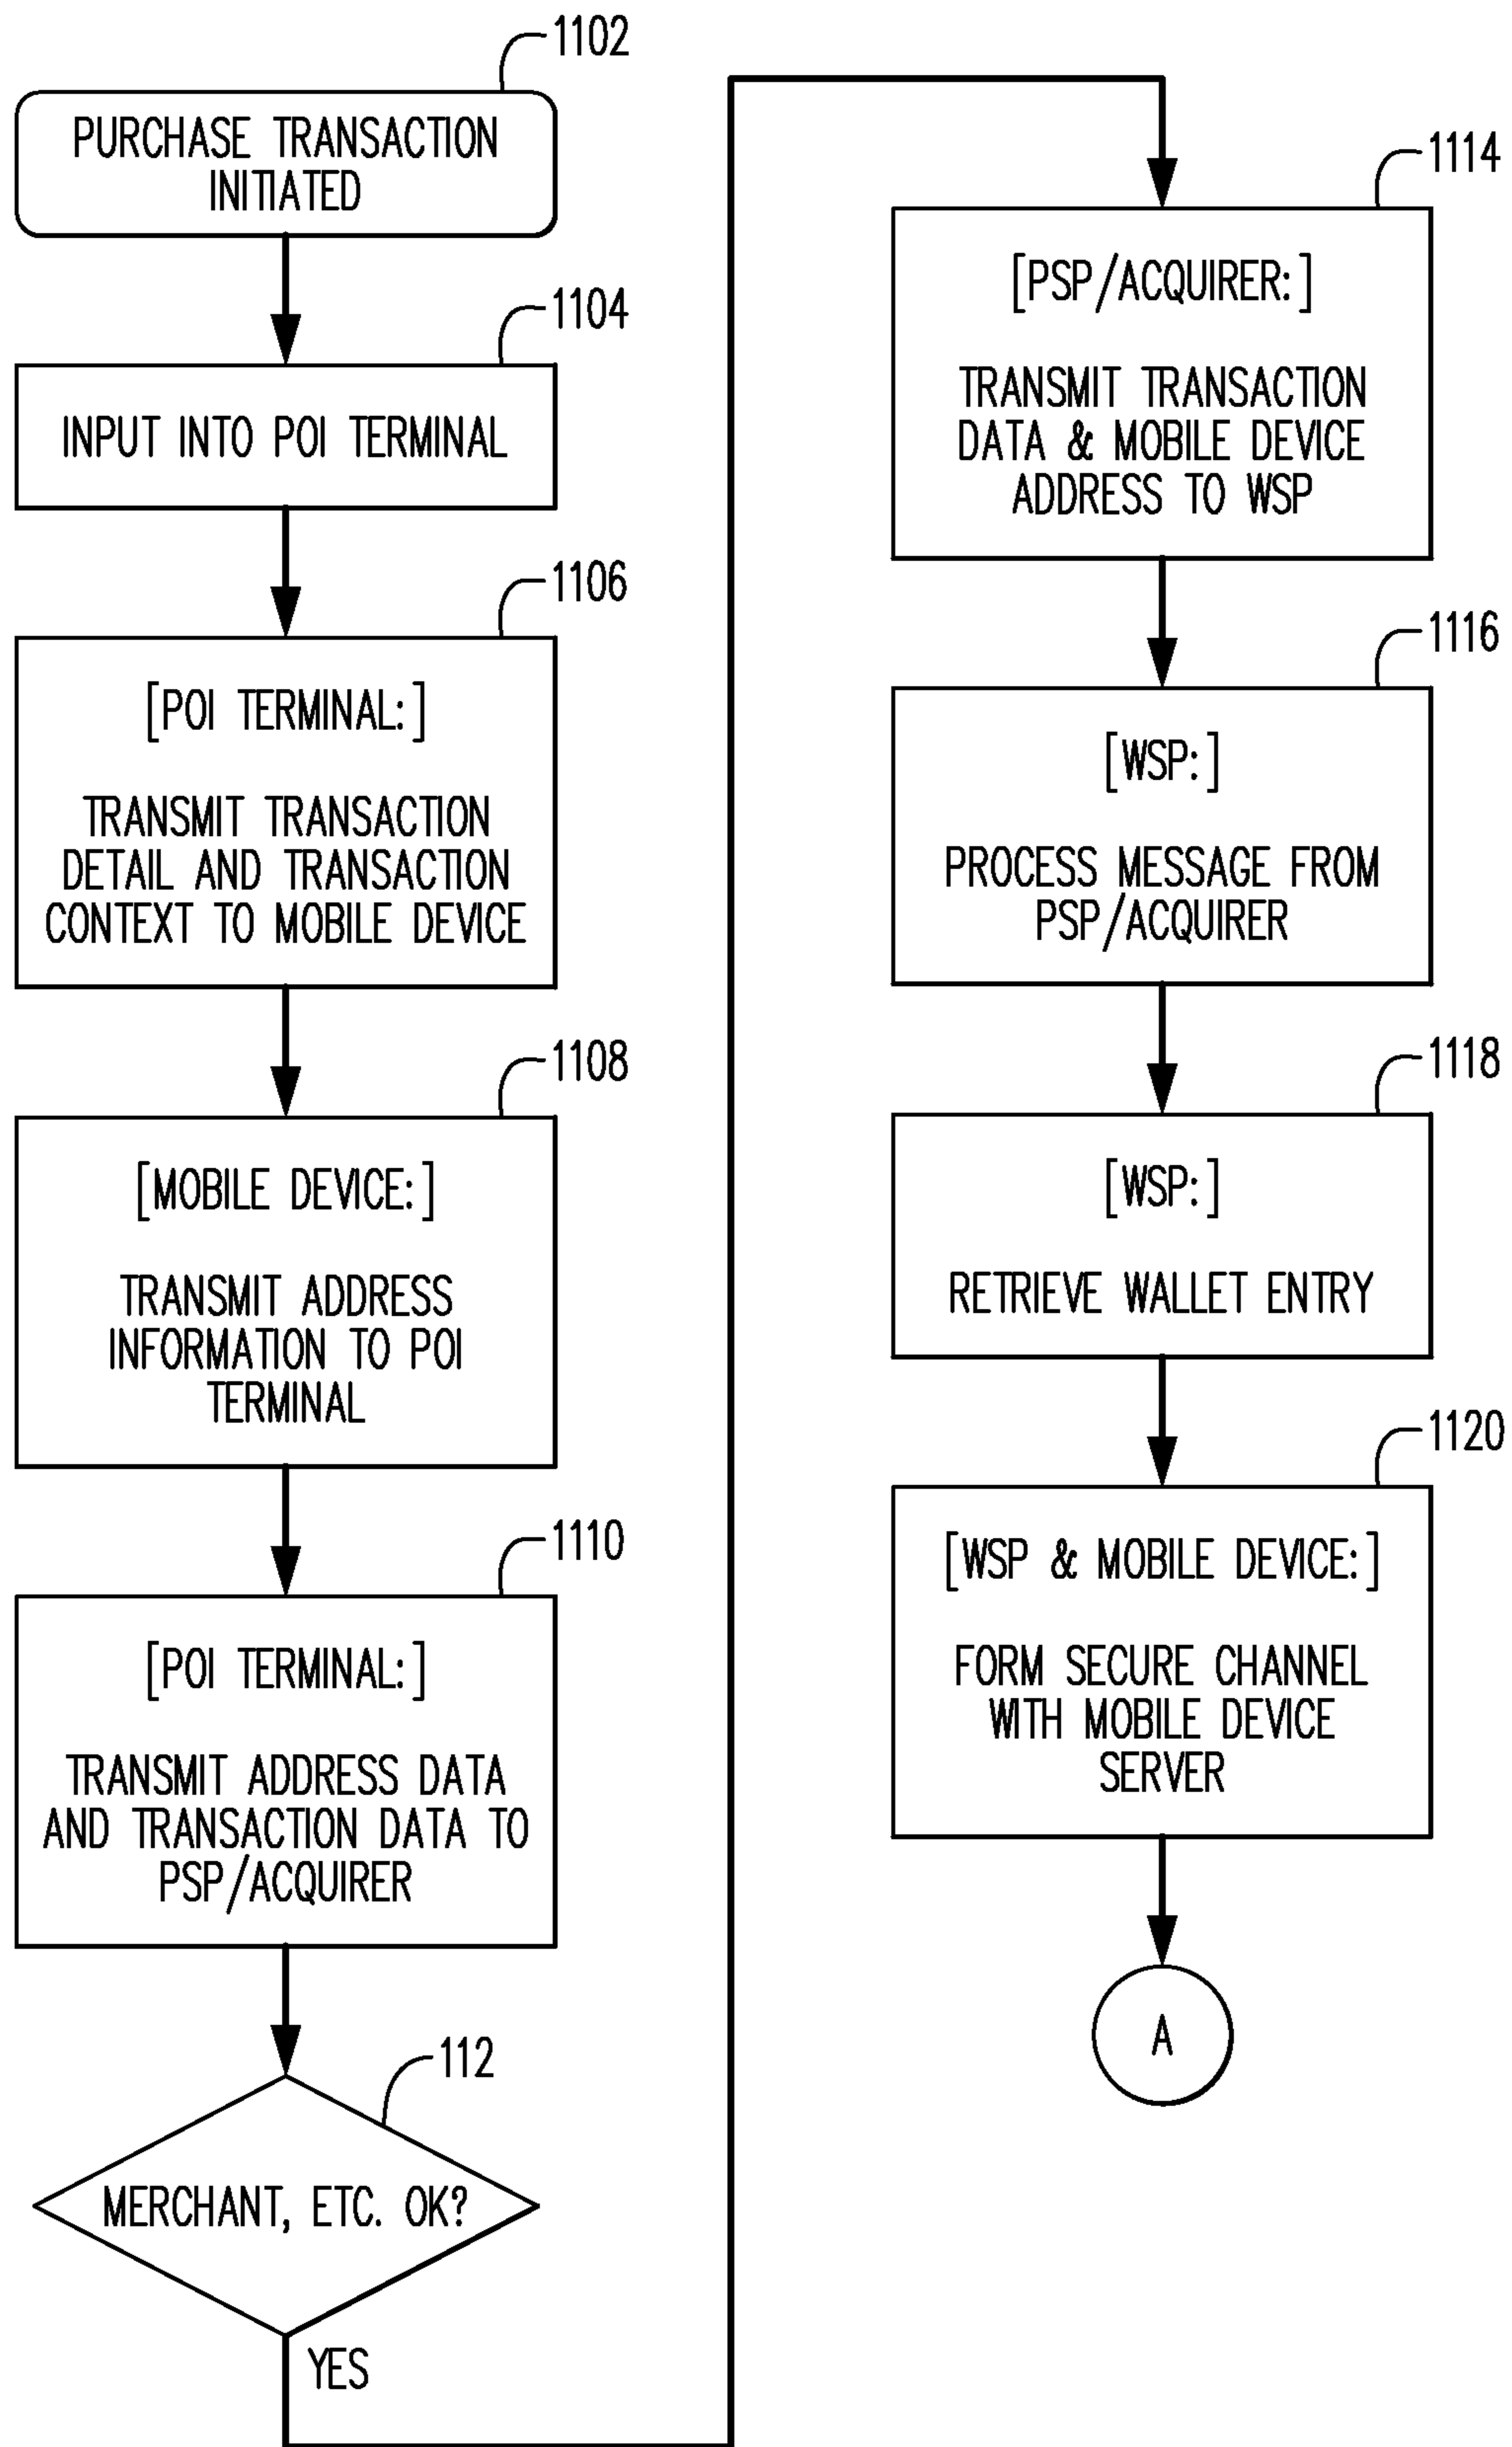 1102
PURCHASE TRANSACTION
INITIATED
1104
INPUT INTO POI TERMINAL
1106
[POI TERMINAL:]
TRANSMIT TRANSACTION
DETAIL AND TRANSACTION
CONTEXT TO MOBILE DEVICE
1108
[MOBILE DEVICE:]
TRANSMIT ADDRESS
INFORMATION TO POI
TERMINAL
1110
[POI TERMINAL:]
TRANSMIT ADDRESS DATA
AND TRANSACTION DATA TO
PSP/ACQUIRER
112
MERCHANT, ETC. OK?
YES
1114
[PSP/ACQUIRER:]
TRANSMIT TRANSACTION
DATA & MOBILE DEVICE
ADDRESS TO WSP
1116
[WSP:]
PROCESS MESSAGE FROM
PSP/ACQUIRER
1118
[WSP:]
RETRIEVE WALLET ENTRY
1120
[WSP & MOBILE DEVICE:]
FORM SECURE CHANNEL
WITH MOBILE DEVICE
SERVER
A